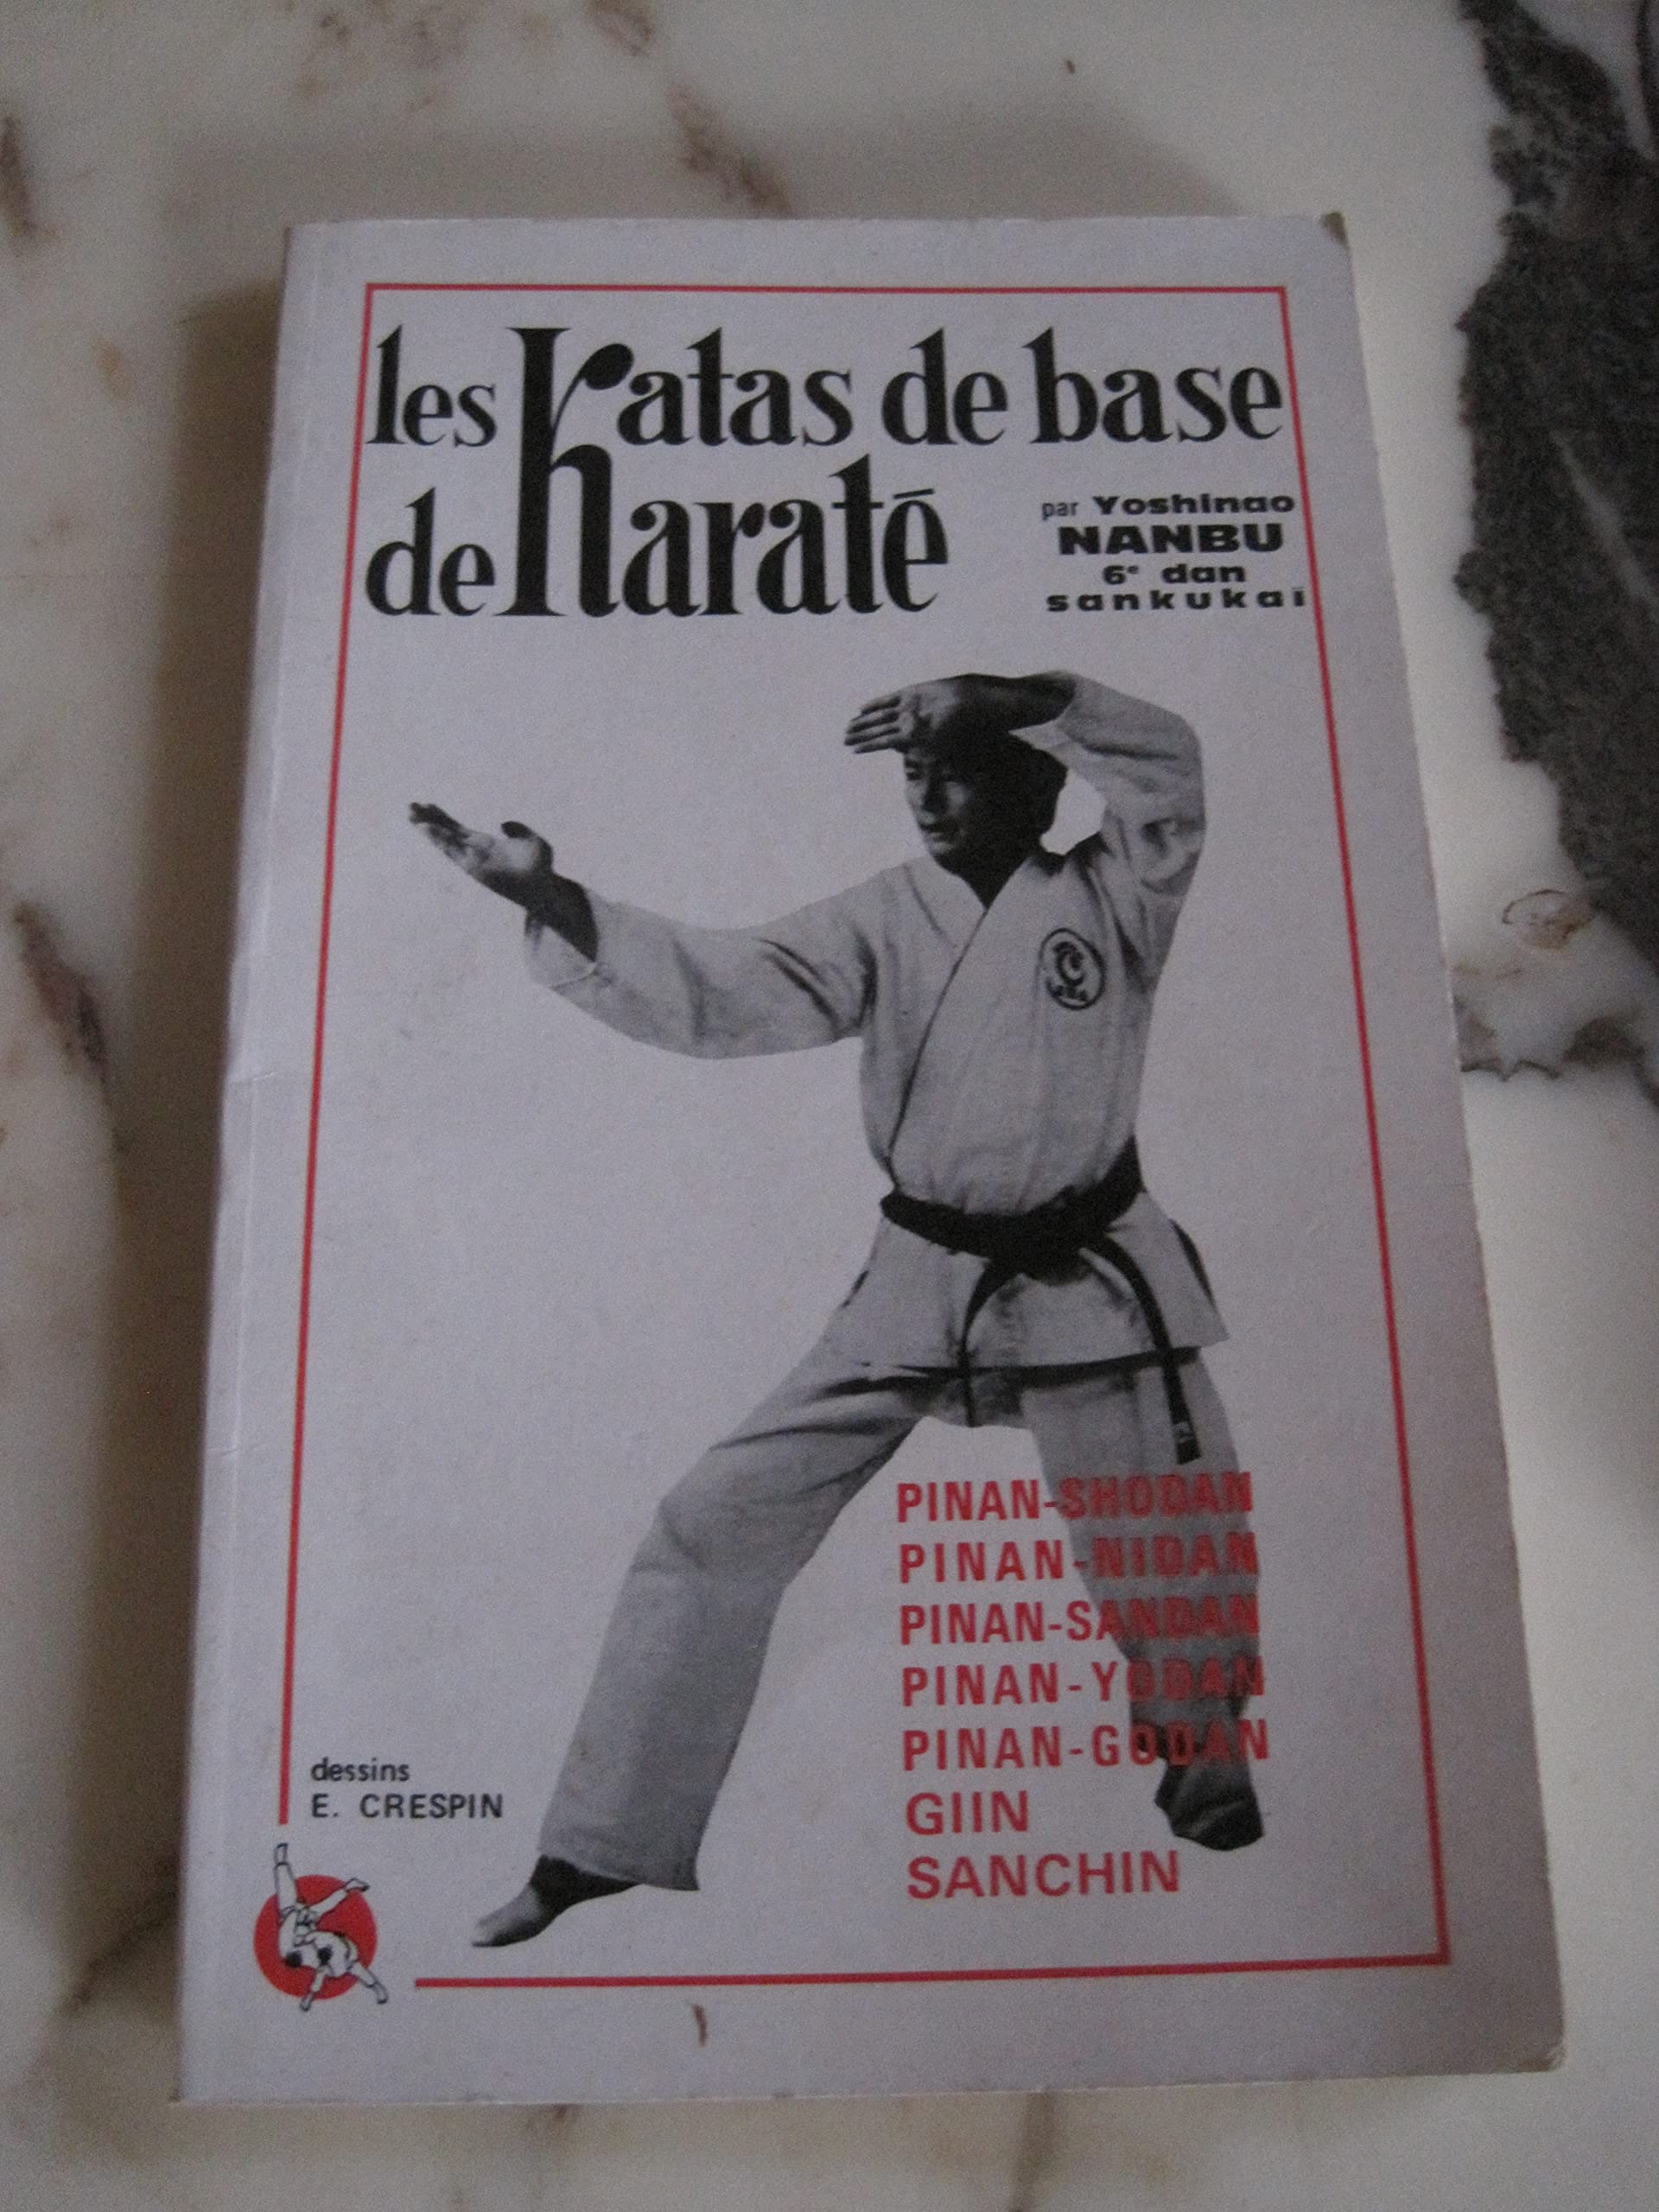 les Katas de base
de Karaté
par Yoshinao
NANBU
6e dan
sankukaï
PINAN-SHODAN
PINAN-NIDAN
PINAN-SANDAN
PINAN-YODAN
PINAN-GODAN
GIIN
SANCHIN
dessins
E. CRESPIN